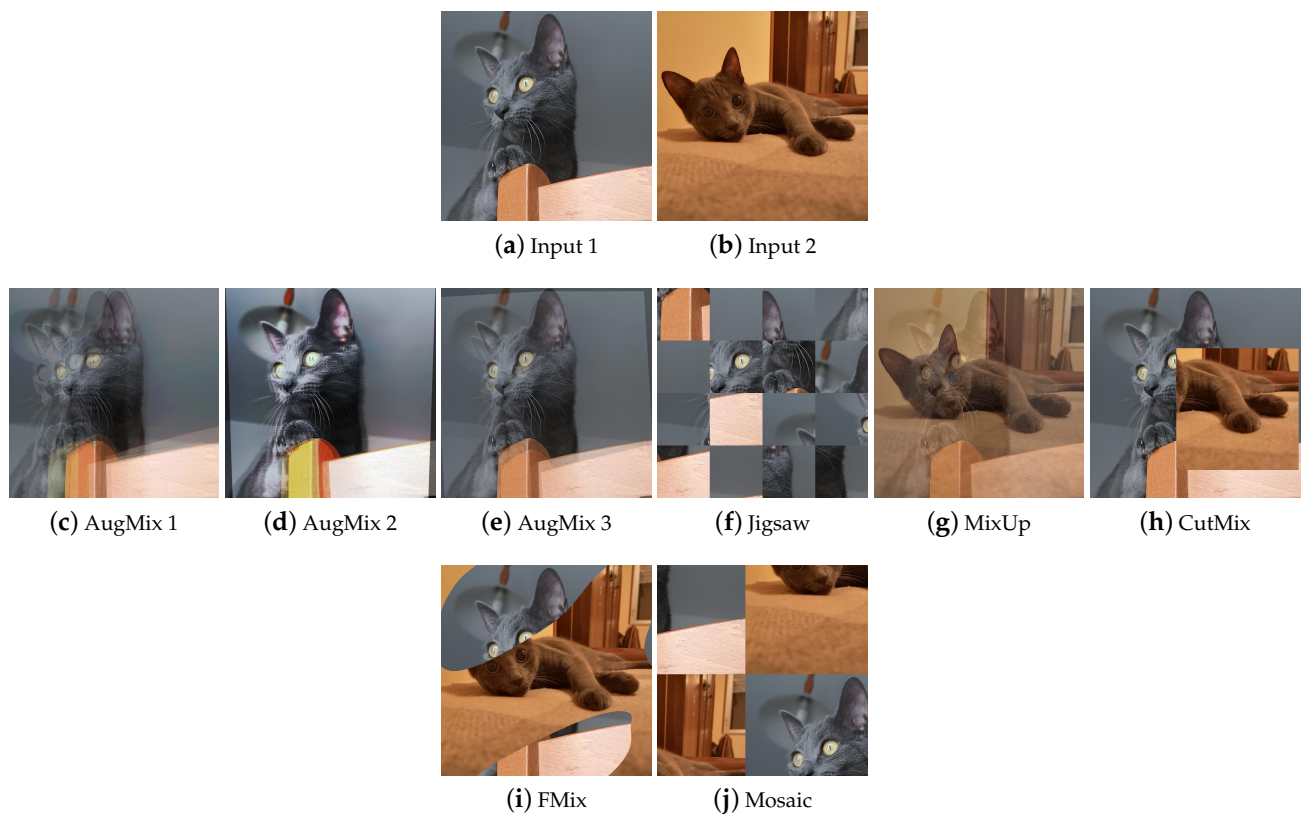 (a) Input 1
(b) Input 2
(c) AugMix 1
(d) AugMix 2
(e) AugMix 3
(f) Jigsaw
(g) MixUp
(h) CutMix
(i) FMix
(j) Mosaic